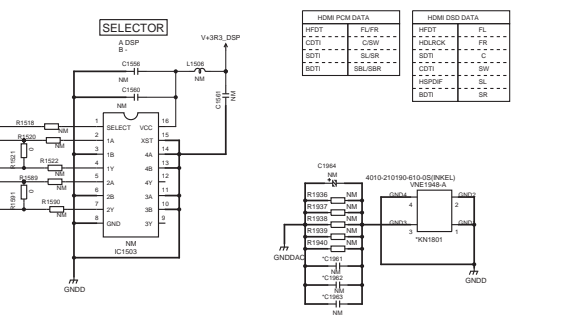 SELECTOR
A DSP
B -
V+3R3_DSP
C1556
NM
L1506
NM
C1560
NM
C1561
NM
R1518
NM
R1520
NM
R1521
0
R1522
NM
R1589
NM
R1591
0
R1590
NM
1 SELECT VCC 16
2 1A XST 15
3 1B 4A 14
4 1Y 4B 13
5 2A 4Y 12
6 2B 3A 11
7 2Y 3B 10
8 GND 3Y 9
NM
IC1503
GNDD
HDMI PCM DATA
HFDT FL/FR
CDTI C/SW
SDTI SL/SR
BDTI SBL/SBR
HDMI DSD DATA
HFDT FL
HDLRCK FR
SDTI C
CDTI SW
HSPDIF SL
BDTI SR
C1964
NM
R1936 NM
R1937 NM
R1938 NM
R1939 NM
R1940 NM
*C1961
NM
*C1962
NM
*C1963
NM
GNDDAC
4010-210190-610-0S(INKEL)
VNE1948-A
GND4 GND2
4 2
GND3 GND1
3 1
*KN1801
GNDD